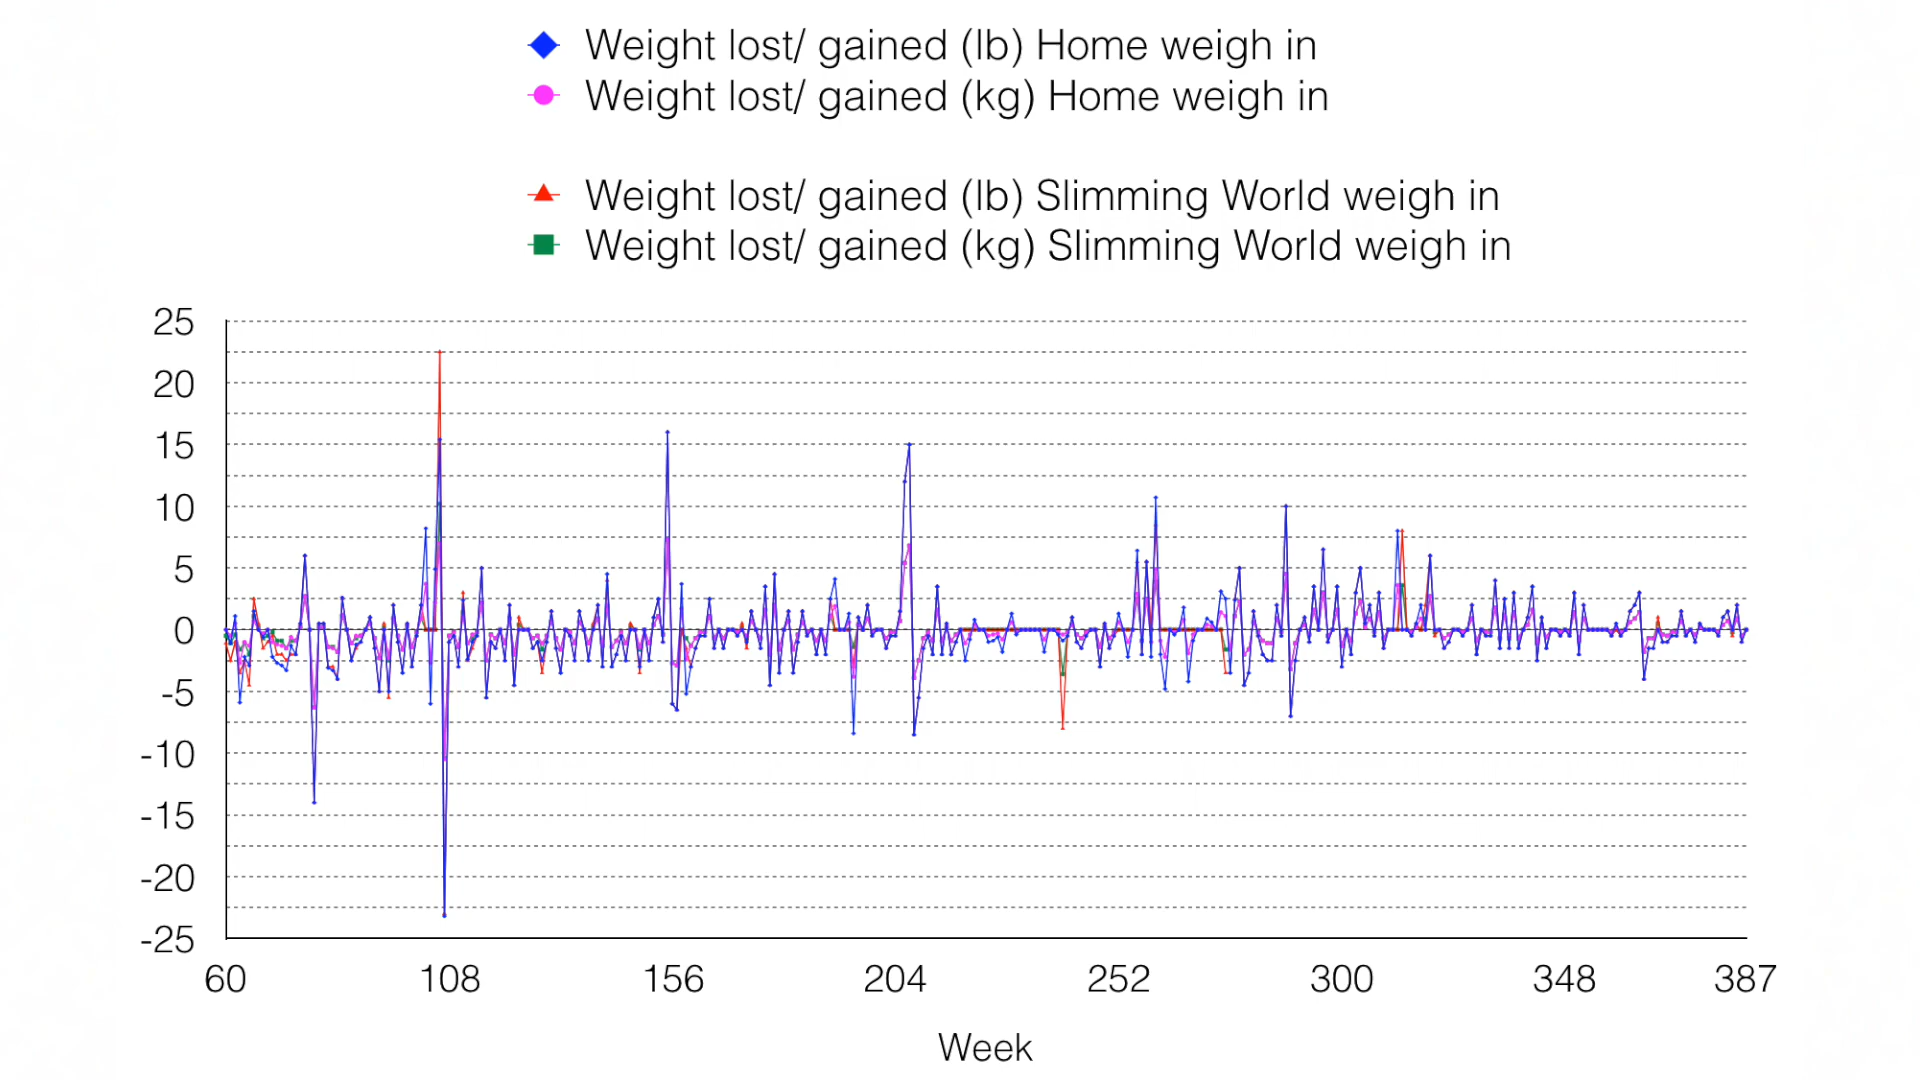 Weight lost/ gained (lb) Home weigh in
Weight lost/ gained (kg) Home weigh in
Weight lost/ gained (lb) Slimming World weigh in
Weight lost/ gained (kg) Slimming World weigh in
25
20
15
10
5
0
-5
-10
-15
-20
-25
60 108 156 204 252 300 348 387
Week